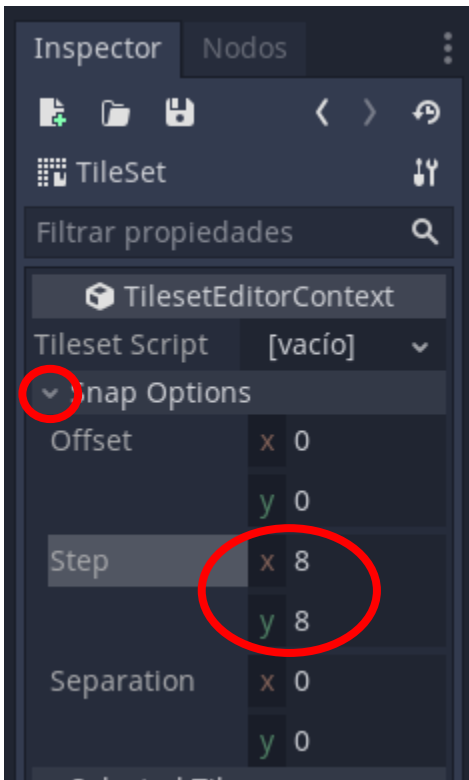 Inspector Nodos
TileSet
Filtrar propiedades
TilesetEditorContext
Tileset Script [vacío]
Snap Options
Offset x 0
y 0
Step x 8
y 8
Separation x 0
y 0